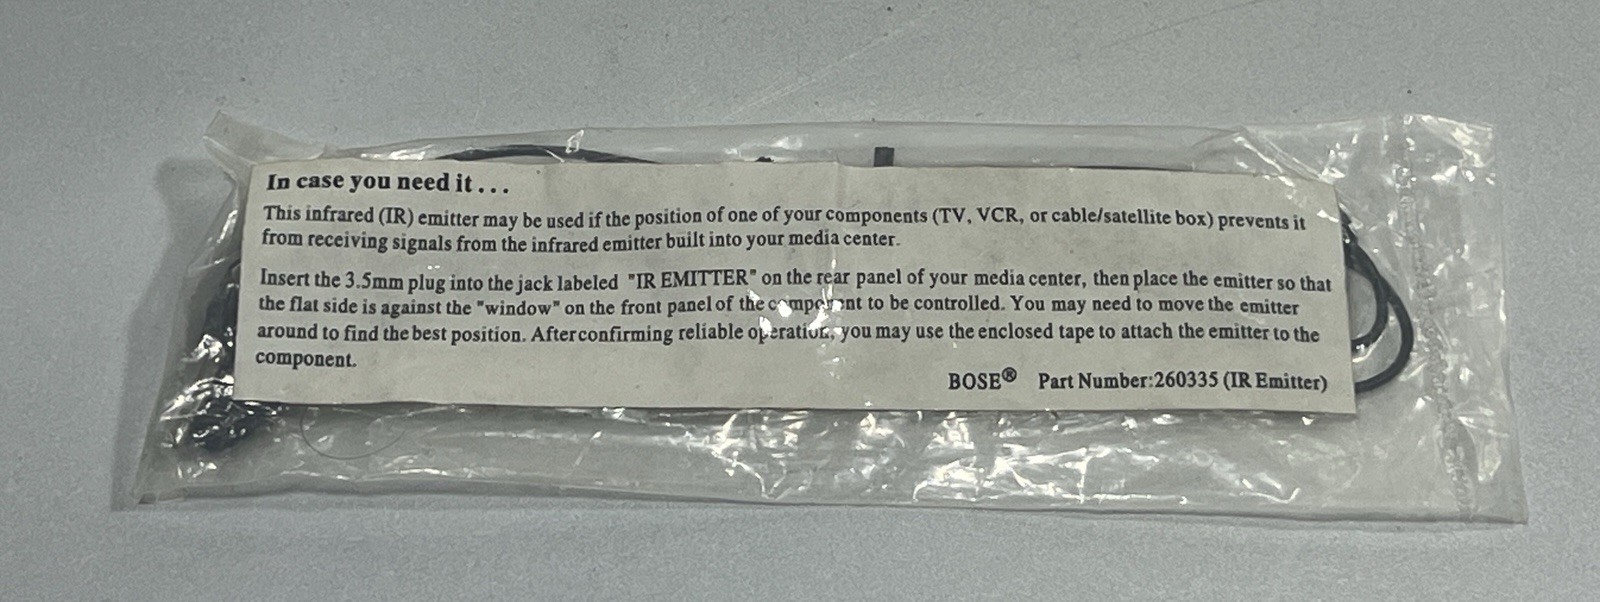 In case you need it...
This infrared (IR) emitter may be used if the position of one of your components (TV, VCR, or cable/satellite box) prevents it
from receiving signals from the infrared emitter built into your media center.
Insert the 3.5mm plug into the jack labeled "IR EMITTER" on the rear panel of your media center, then place the emitter so that
the flat side is against the "window" on the front panel of the component to be controlled. You may need to move the emitter
around to find the best position. After confirming reliable operation, you may use the enclosed tape to attach the emitter to the
component.
BOSE® Part Number:260335 (IR Emitter)